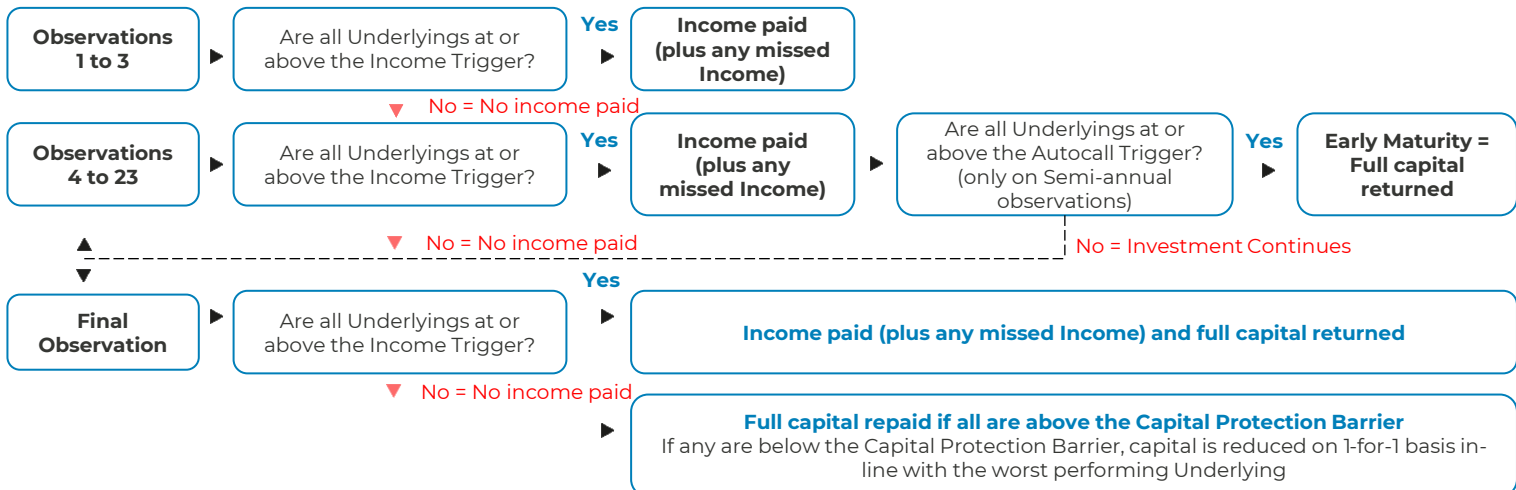 Observations
1 to 3
Are all Underlyings at or
above the Income Trigger?
Yes
Income paid
(plus any missed
Income)
No = No income paid
Observations
4 to 23
Are all Underlyings at or
above the Income Trigger?
Yes
Income paid
(plus any
missed Income)
Are all Underlyings at or
above the Autocall Trigger?
(only on Semi-annual
observations)
Yes
Early Maturity =
Full capital
returned
No = No income paid
No = Investment Continues
Final
Observation
Are all Underlyings at or
above the Income Trigger?
Yes
Income paid (plus any missed Income) and full capital returned
No = No income paid
Full capital repaid if all are above the Capital Protection Barrier
If any are below the Capital Protection Barrier, capital is reduced on 1-for-1 basis in-
line with the worst performing Underlying